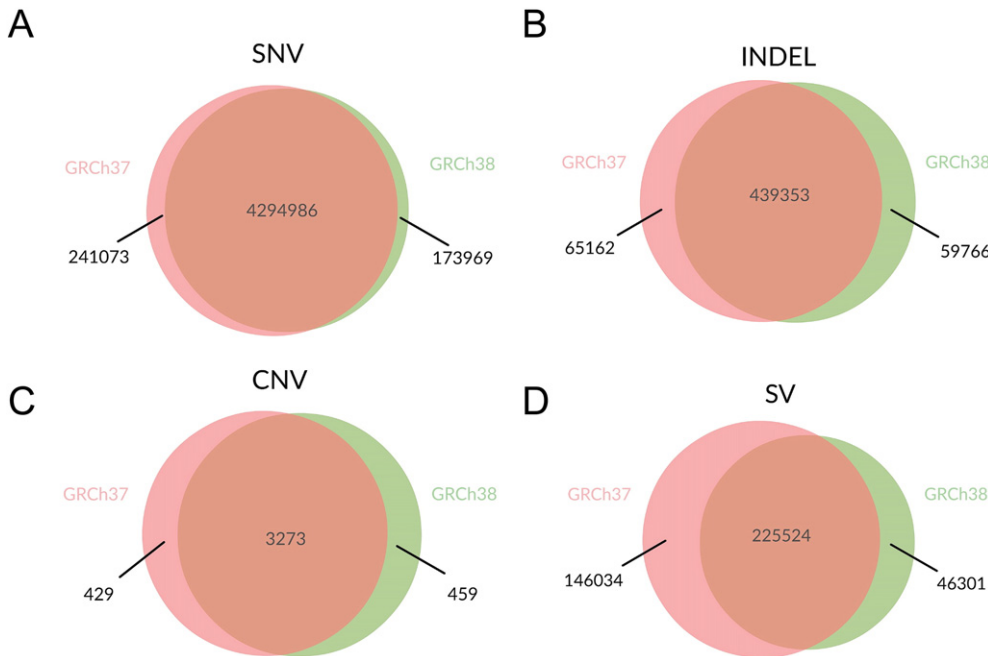 A
SNV
GRCh37
GRCh38
4294986
241073
173969
B
INDEL
GRCh37
GRCh38
439353
65162
59766
C
CNV
GRCh37
GRCh38
3273
429
459
D
SV
GRCh37
GRCh38
225524
146034
46301